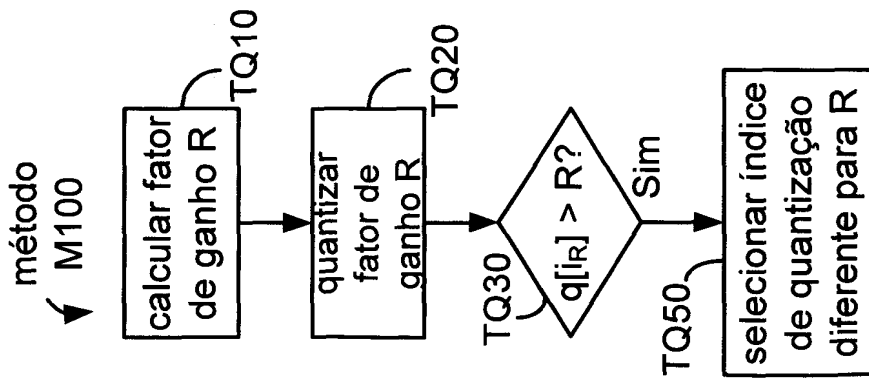 método
M100
calcular fator
de ganho R
TQ10
quantizar
fator de
ganho R
TQ20
q[iR] > R?
TQ30
Sim
selecionar índice
de quantização
diferente para R
TQ50